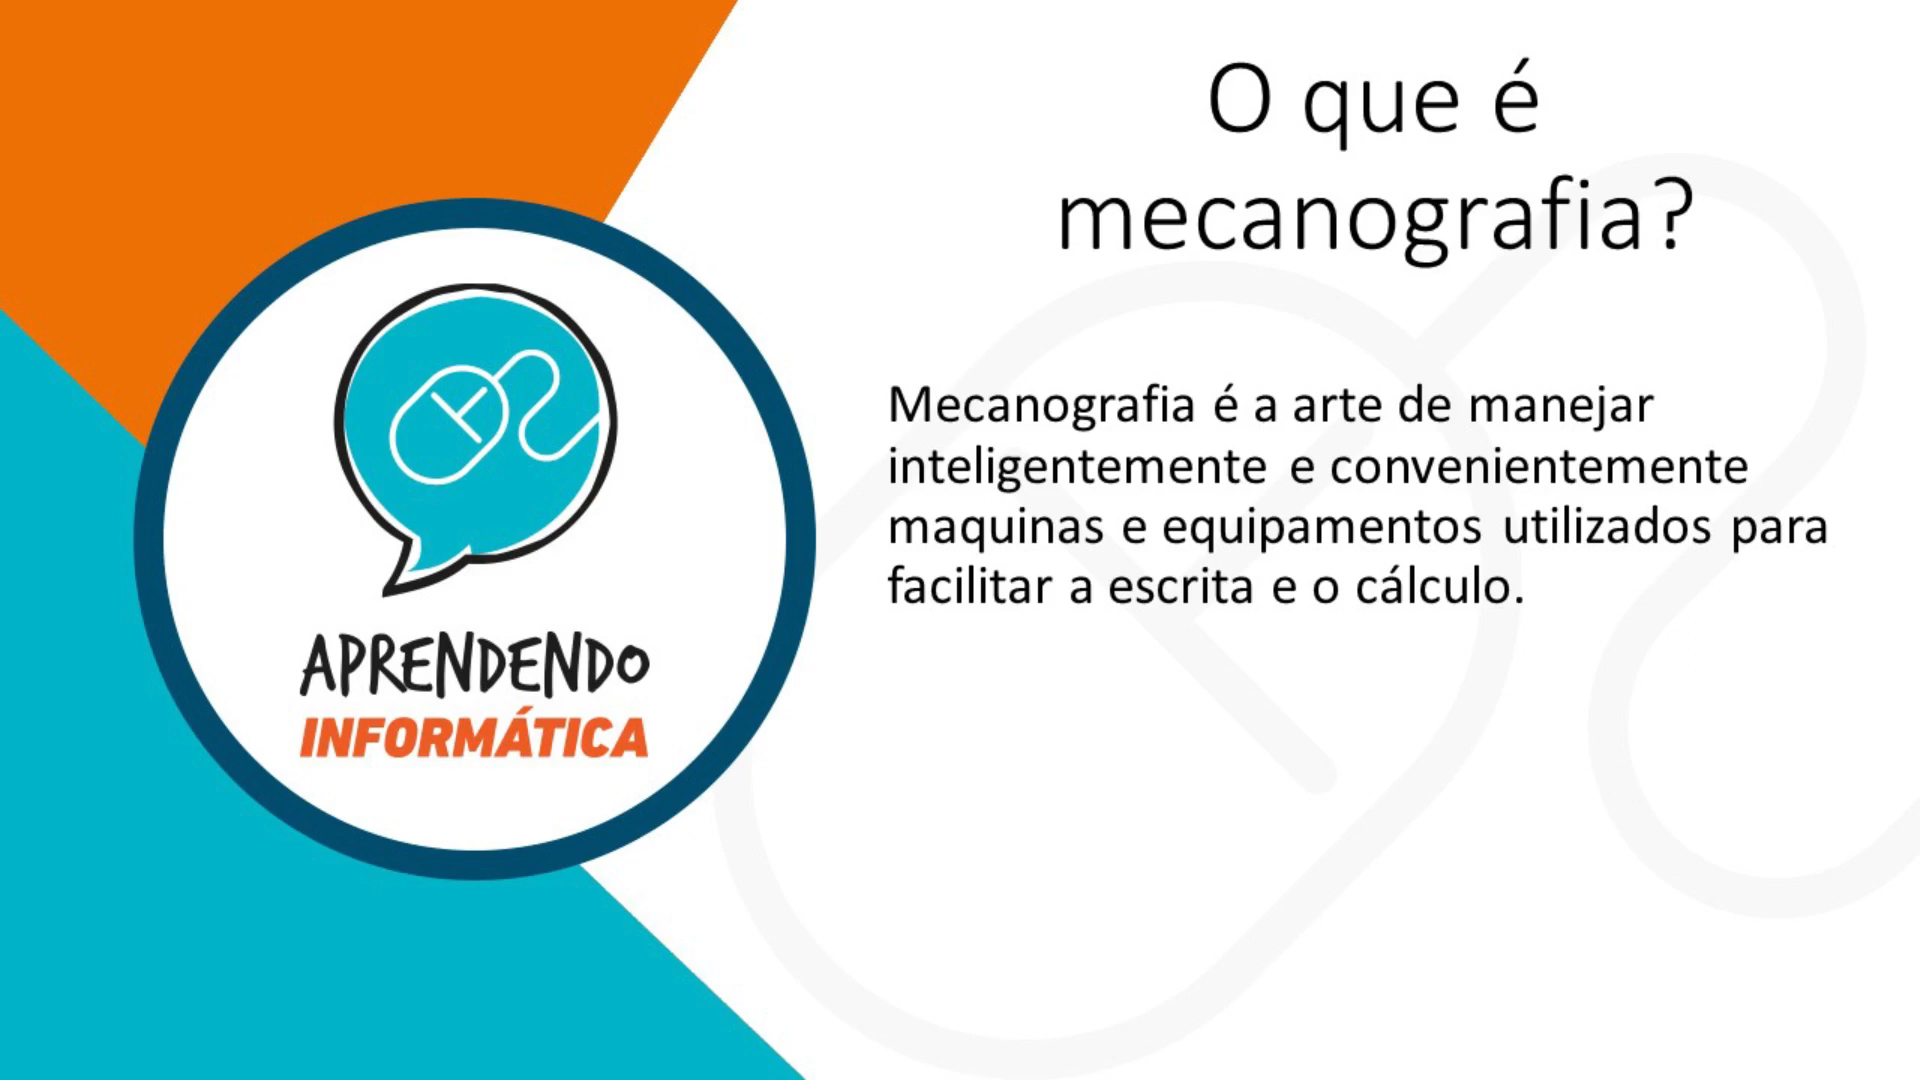 O que é
mecanografia?
Mecanografia é a arte de manejar
inteligentemente e convenientemente
maquinas e equipamentos utilizados para
facilitar a escrita e o cálculo.
APRENDENDO
INFORMÁTICA